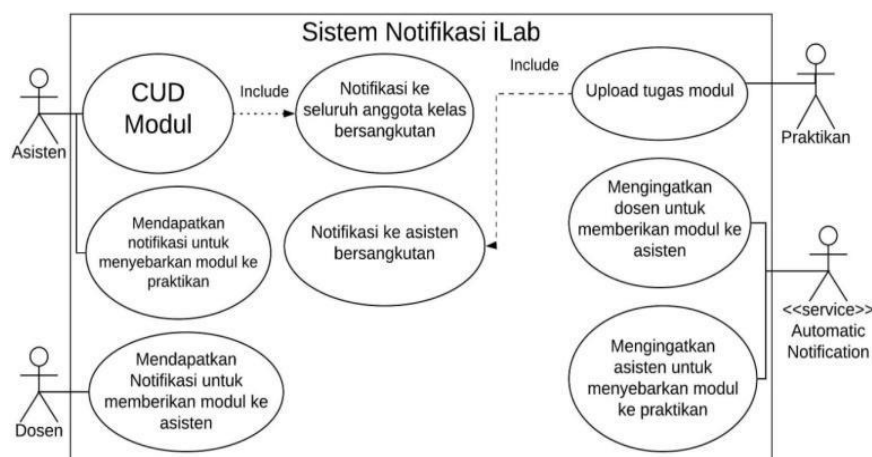 Sistem Notifikasi iLab
CUD
Modul
Include
Notifikasi ke
seluruh anggota kelas
bersangkutan
Include
Upload tugas modul
Asisten
Praktikan
Mendapatkan
notifikasi untuk
menyebarkan modul ke
praktikan
Notifikasi ke asisten
bersangkutan
Mengingatkan
dosen untuk
memberikan modul ke
asisten
<<service>>
Automatic
Notification
Mendapatkan
Notifikasi untuk
memberikan modul ke
asisten
Mengingatkan
asisten untuk
menyebarkan modul
ke praktikan
Dosen